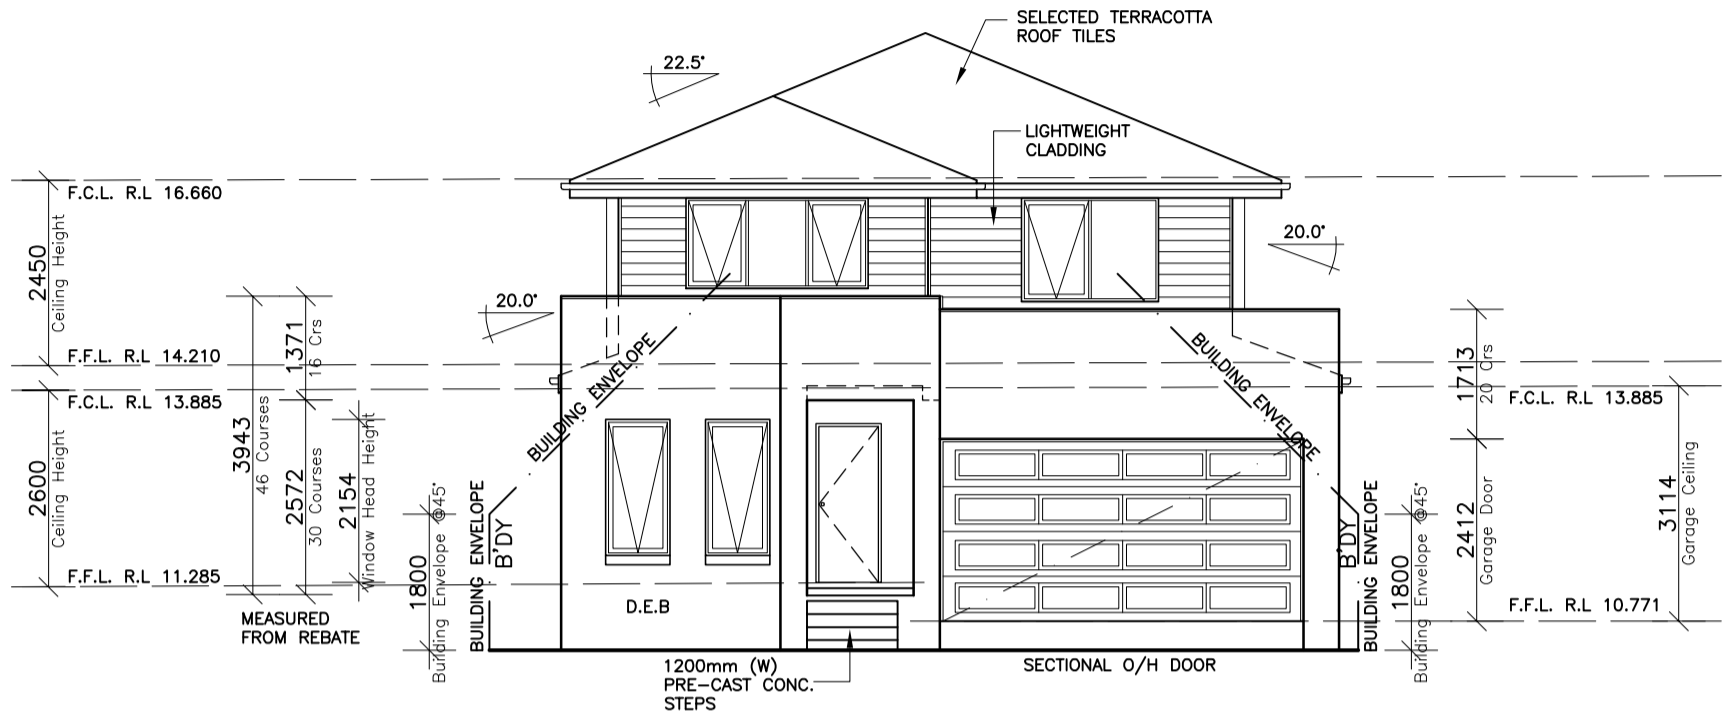 SELECTED TERRACOTTA
ROOF TILES
22.5°
LIGHTWEIGHT
CLADDING
F.C.L. R.L 16.660
2450
Ceiling Height
20.0°
20.0°
F.F.L. R.L 14.210
1371
16 Crs
BUILDING ENVELOPE
BUILDING ENVELOPE
1713
20 Crs
F.C.L. R.L 13.885
F.C.L. R.L 13.885
2600
Ceiling Height
3943
46 Courses
2572
30 Courses
2154
Window Head Height
2412
Garage Door
3114
Garage Ceiling
F.F.L. R.L 11.285
1800
Building Envelope @45°
BUILDING ENVELOPE
B'DY
B'DY
BUILDING ENVELOPE
1800
Building Envelope @45°
D.E.B
F.F.L. R.L 10.771
MEASURED
FROM REBATE
1200mm (W)
PRE-CAST CONC.
STEPS
SECTIONAL O/H DOOR